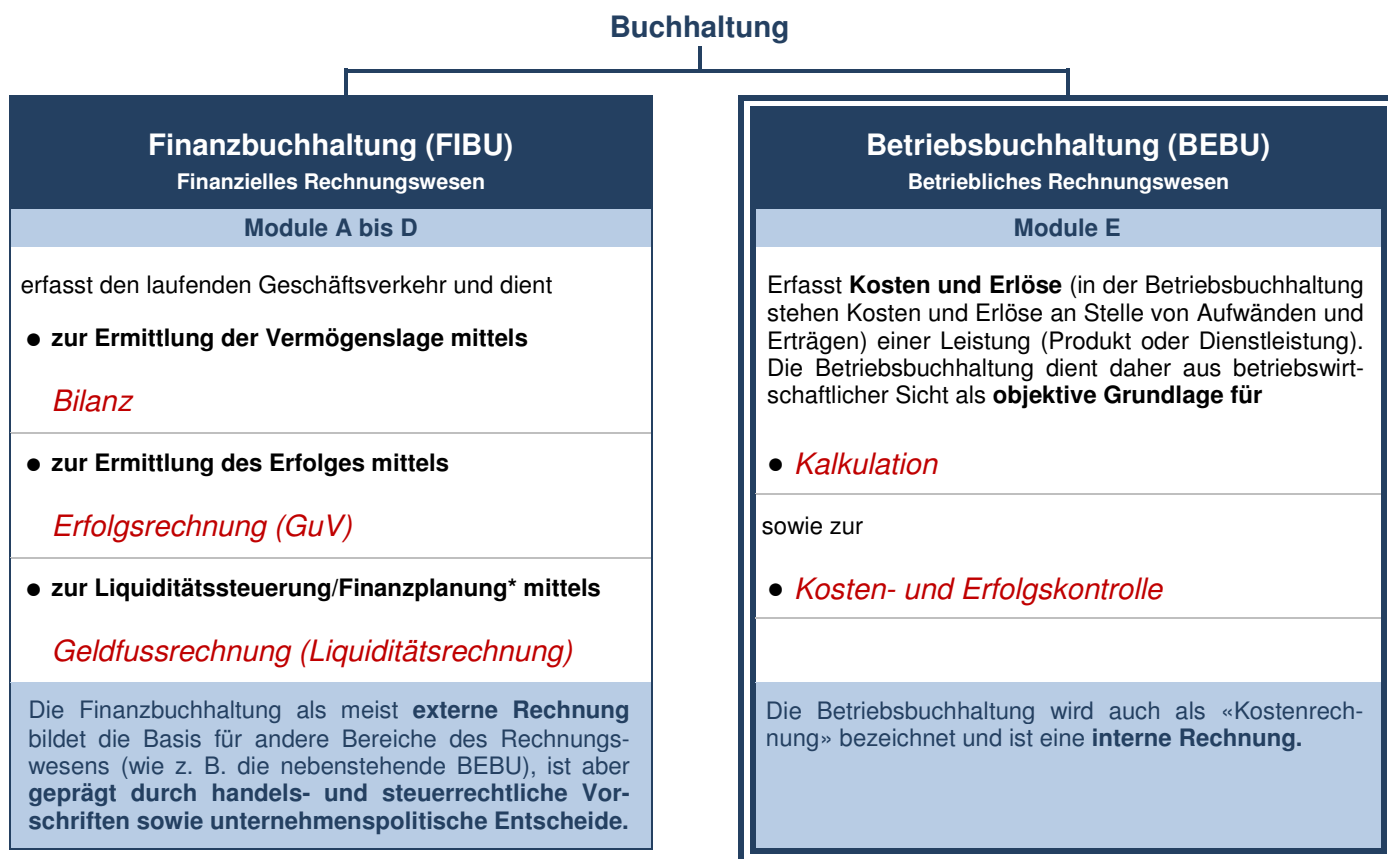 Buchhaltung
Finanzbuchhaltung (FIBU)
Finanzielles Rechnungswesen
Module A bis D
erfasst den laufenden Geschäftsverkehr und dient
● zur Ermittlung der Vermögenslage mittels
Bilanz
● zur Ermittlung des Erfolges mittels
Erfolgsrechnung (GuV)
● zur Liquiditätssteuerung/Finanzplanung* mittels
Geldfussrechnung (Liquiditätsrechnung)
Die Finanzbuchhaltung als meist externe Rechnung
bildet die Basis für andere Bereiche des Rechnungs-
wesens (wie z. B. die nebenstehende BEBU), ist aber
geprägt durch handels- und steuerrechtliche Vor-
schriften sowie unternehmenspolitische Entscheide.
Betriebsbuchhaltung (BEBU)
Betriebliches Rechnungswesen
Module E
Erfasst Kosten und Erlöse (in der Betriebsbuchhaltung
stehen Kosten und Erlöse an Stelle von Aufwänden und
Erträgen) einer Leistung (Produkt oder Dienstleistung).
Die Betriebsbuchhaltung dient daher aus betriebswirt-
schaftlicher Sicht als objektive Grundlage für
● Kalkulation
sowie zur
● Kosten- und Erfolgskontrolle
Die Betriebsbuchhaltung wird auch als «Kostenrech-
nung» bezeichnet und ist eine interne Rechnung.